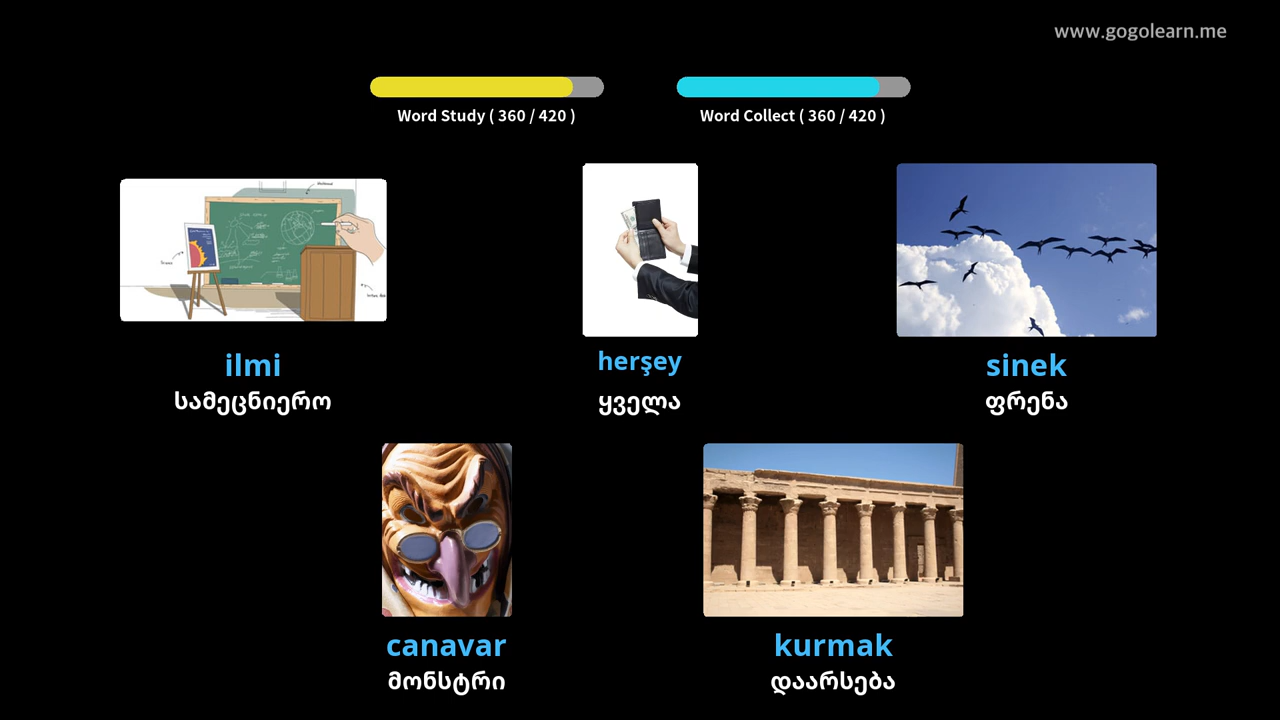 www.gogolearn.me
Word Study ( 360 / 420 )
Word Collect ( 360 / 420 )
ilmi
სამეცნიერო
herşey
ყველა
sinek
ფრენა
canavar
მონსტრი
kurmak
დაარსება